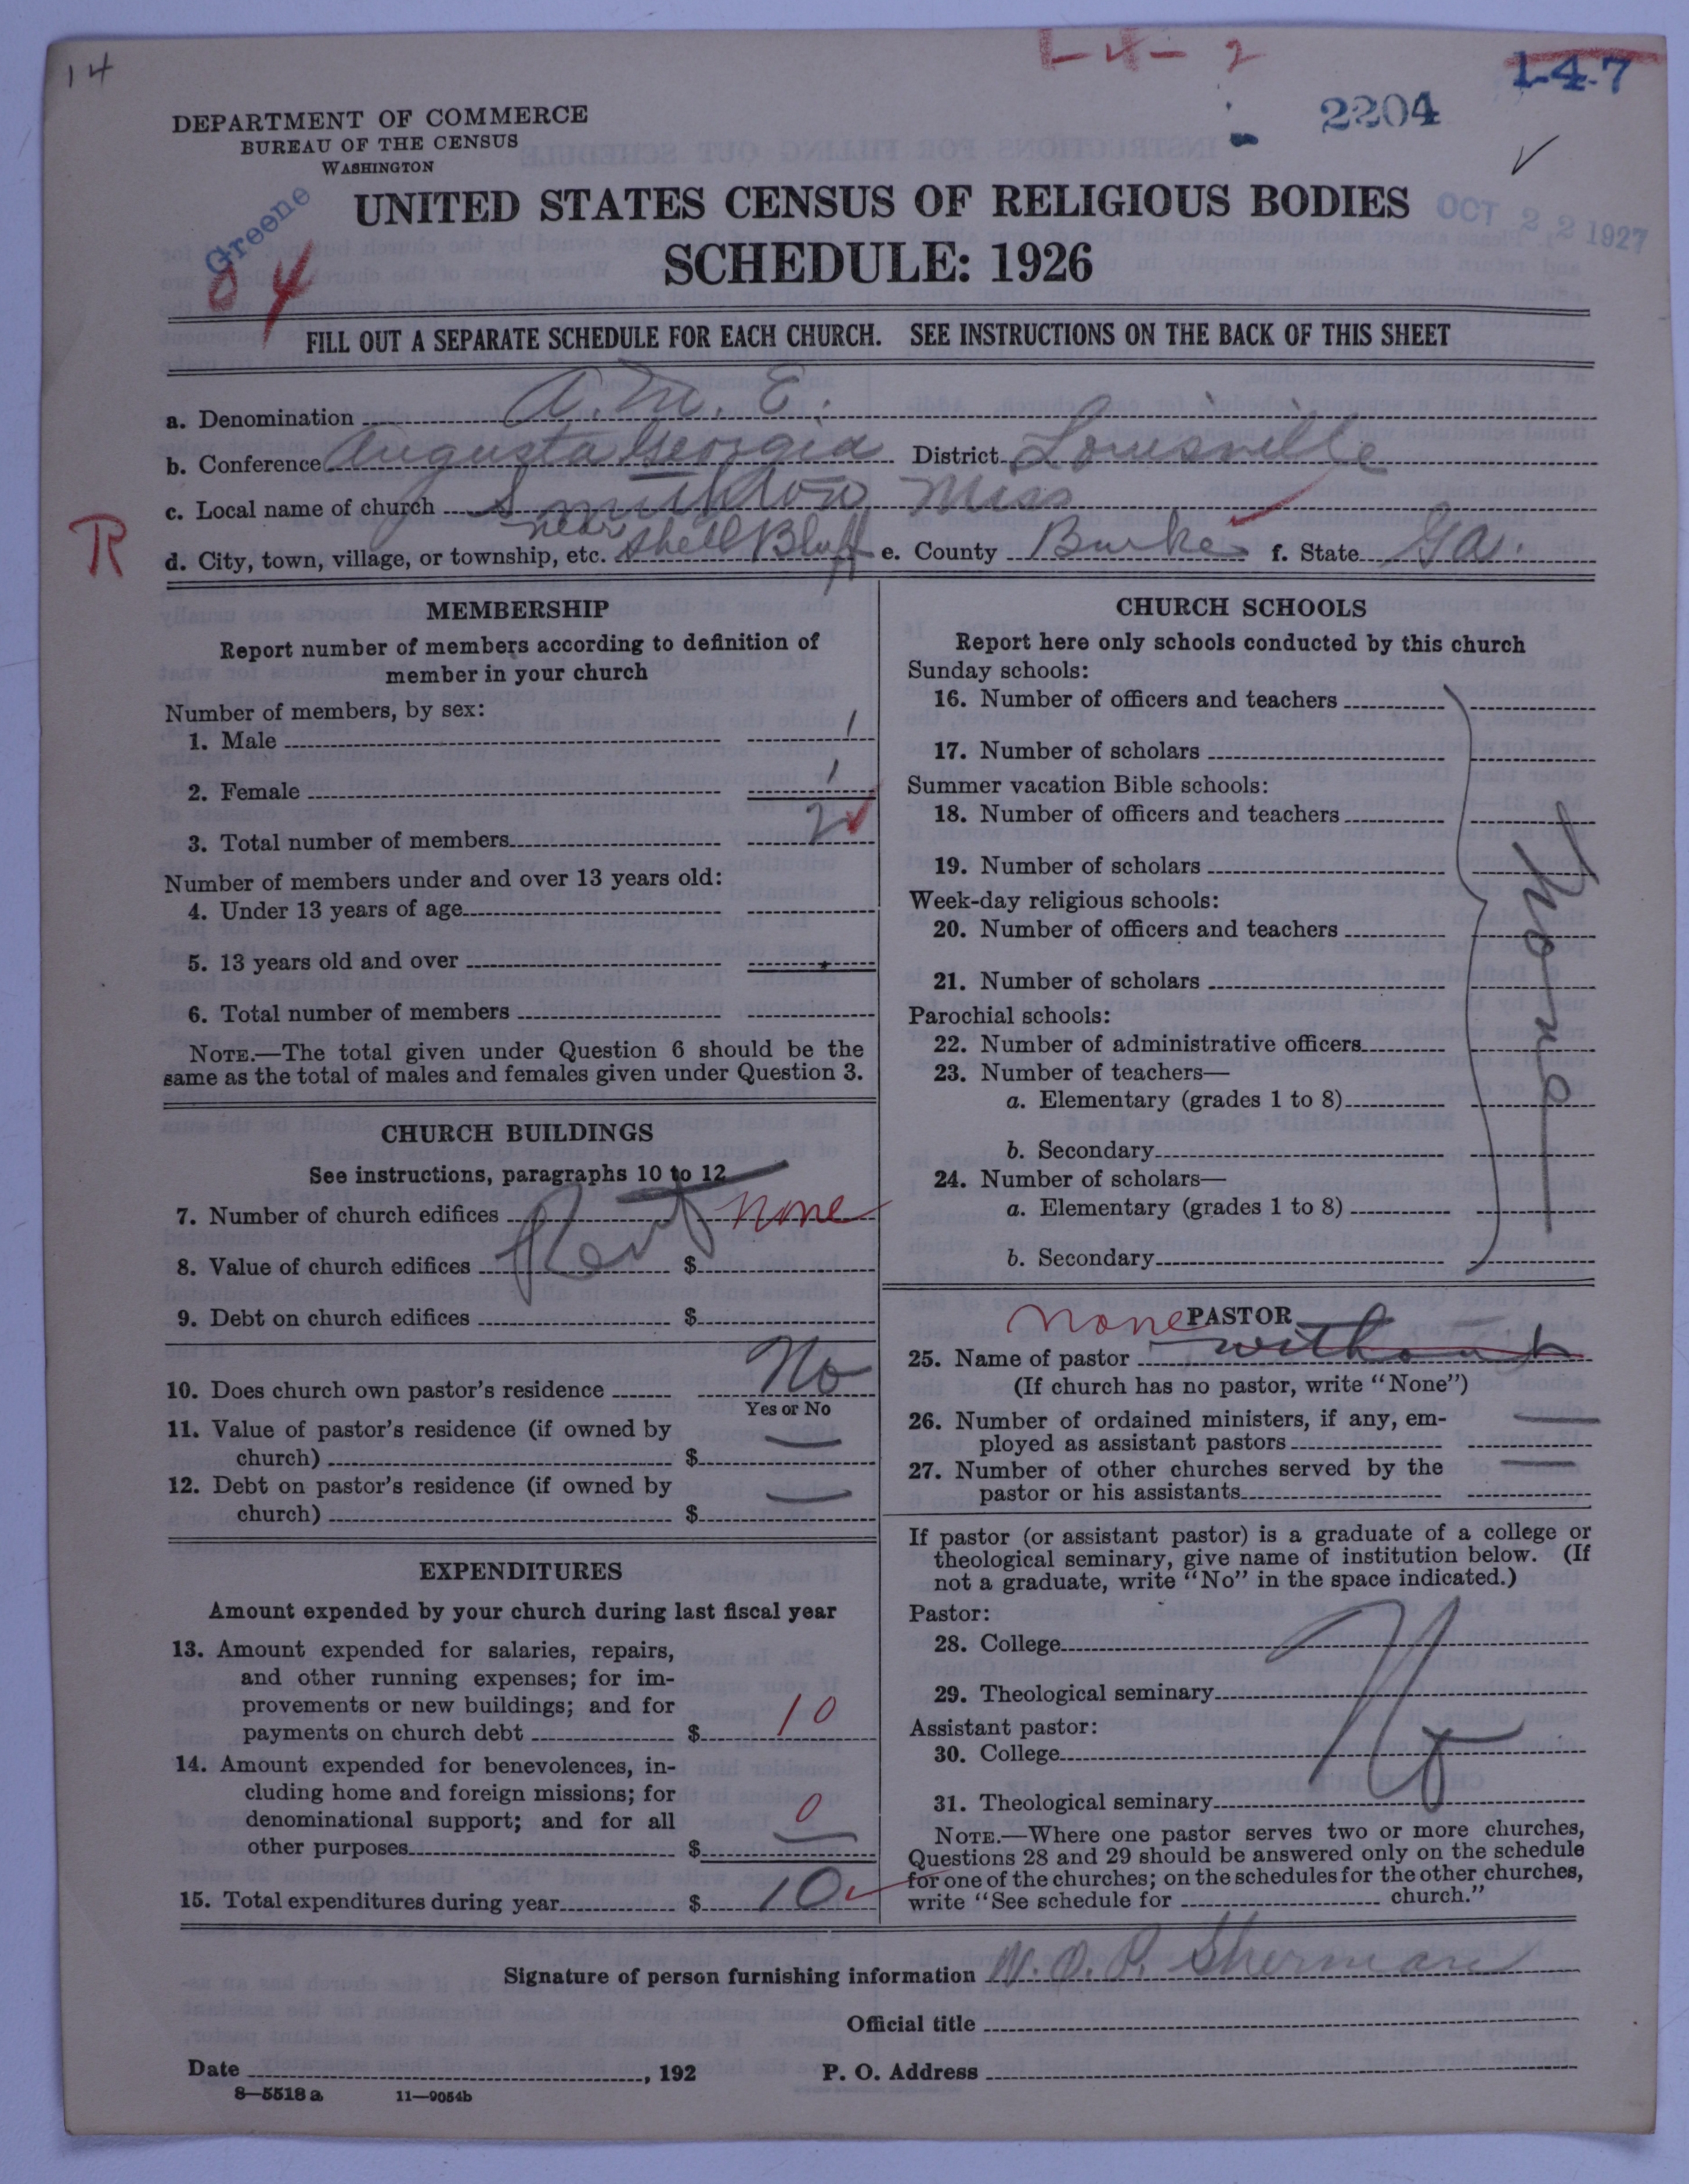 14
1-4-2
1-4-7
2204
DEPARTMENT OF COMMERCE
BUREAU OF THE CENSUS
WASHINGTON
Greene
84
UNITED STATES CENSUS OF RELIGIOUS BODIES
OCT 22 1927
SCHEDULE: 1926
FILL OUT A SEPARATE SCHEDULE FOR EACH CHURCH. SEE INSTRUCTIONS ON THE BACK OF THIS SHEET
a. Denomination A.M.E.
b. Conference Augusta Georgia District Louisville
c. Local name of church Smith Miss
R
d. City, town, village, or township, etc. near Shell Bluff e. County Burke f. State Ga.
MEMBERSHIP
Report number of members according to definition of
member in your church
Number of members, by sex:
1. Male 1
2. Female 1
3. Total number of members 2
Number of members under and over 13 years old:
4. Under 13 years of age
5. 13 years old and over
6. Total number of members
NOTE.—The total given under Question 6 should be the
same as the total of males and females given under Question 3.
CHURCH BUILDINGS
See instructions, paragraphs 10 to 12
7. Number of church edifices Rent none
8. Value of church edifices $
9. Debt on church edifices $
10. Does church own pastor's residence No
Yes or No
11. Value of pastor's residence (if owned by
church) $ —
12. Debt on pastor's residence (if owned by
church) $ —
EXPENDITURES
Amount expended by your church during last fiscal year
13. Amount expended for salaries, repairs,
and other running expenses; for im-
provements or new buildings; and for
payments on church debt $ 10
14. Amount expended for benevolences, in-
cluding home and foreign missions; for
denominational support; and for all
other purposes $ 0
15. Total expenditures during year $ 10
CHURCH SCHOOLS
Report here only schools conducted by this church
Sunday schools:
16. Number of officers and teachers
17. Number of scholars
Summer vacation Bible schools:
18. Number of officers and teachers
19. Number of scholars
Week-day religious schools:
20. Number of officers and teachers
21. Number of scholars
None
Parochial schools:
22. Number of administrative officers
23. Number of teachers—
a. Elementary (grades 1 to 8)
b. Secondary
24. Number of scholars—
a. Elementary (grades 1 to 8)
b. Secondary
none PASTOR
25. Name of pastor without
(If church has no pastor, write "None")
26. Number of ordained ministers, if any, em-
ployed as assistant pastors —
27. Number of other churches served by the
pastor or his assistants —
If pastor (or assistant pastor) is a graduate of a college or
theological seminary, give name of institution below. (If
not a graduate, write "No" in the space indicated.)
Pastor:
28. College
29. Theological seminary
No
Assistant pastor:
30. College
31. Theological seminary
NOTE.—Where one pastor serves two or more churches,
Questions 28 and 29 should be answered only on the schedule
for one of the churches; on the schedules for the other churches,
write "See schedule for church."
Signature of person furnishing information W. O. P. Sherman
Official title
Date , 192 P. O. Address
8—5518 a 11—9054b